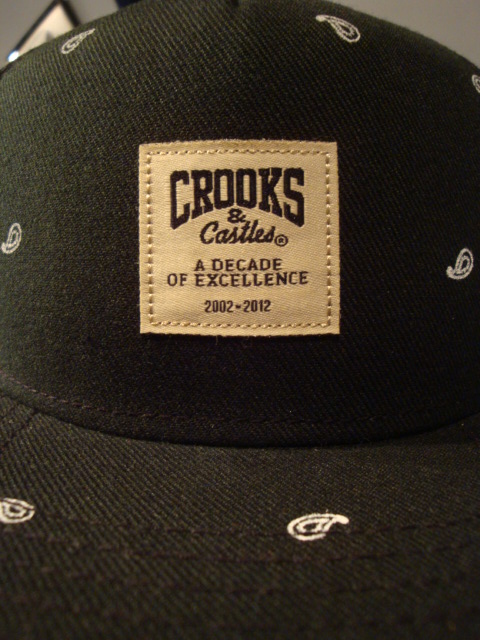 CROOKS
&
Castles®
A DECADE
OF EXCELLENCE
2002-2012